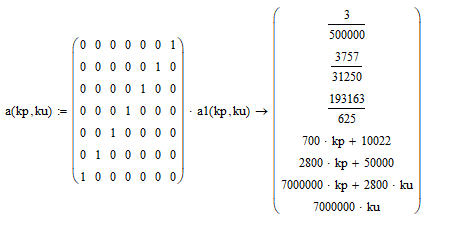 a(kp,ku) := (0 0 0 0 0 0 1
0 0 0 0 0 1 0
0 0 0 0 1 0 0
0 0 0 1 0 0 0
0 0 1 0 0 0 0
0 1 0 0 0 0 0
1 0 0 0 0 0 0) · a1(kp,ku) →
3/500000
3757/31250
193163/625
700 · kp + 10022
2800 · kp + 50000
7000000 · kp + 2800 · ku
7000000 · ku